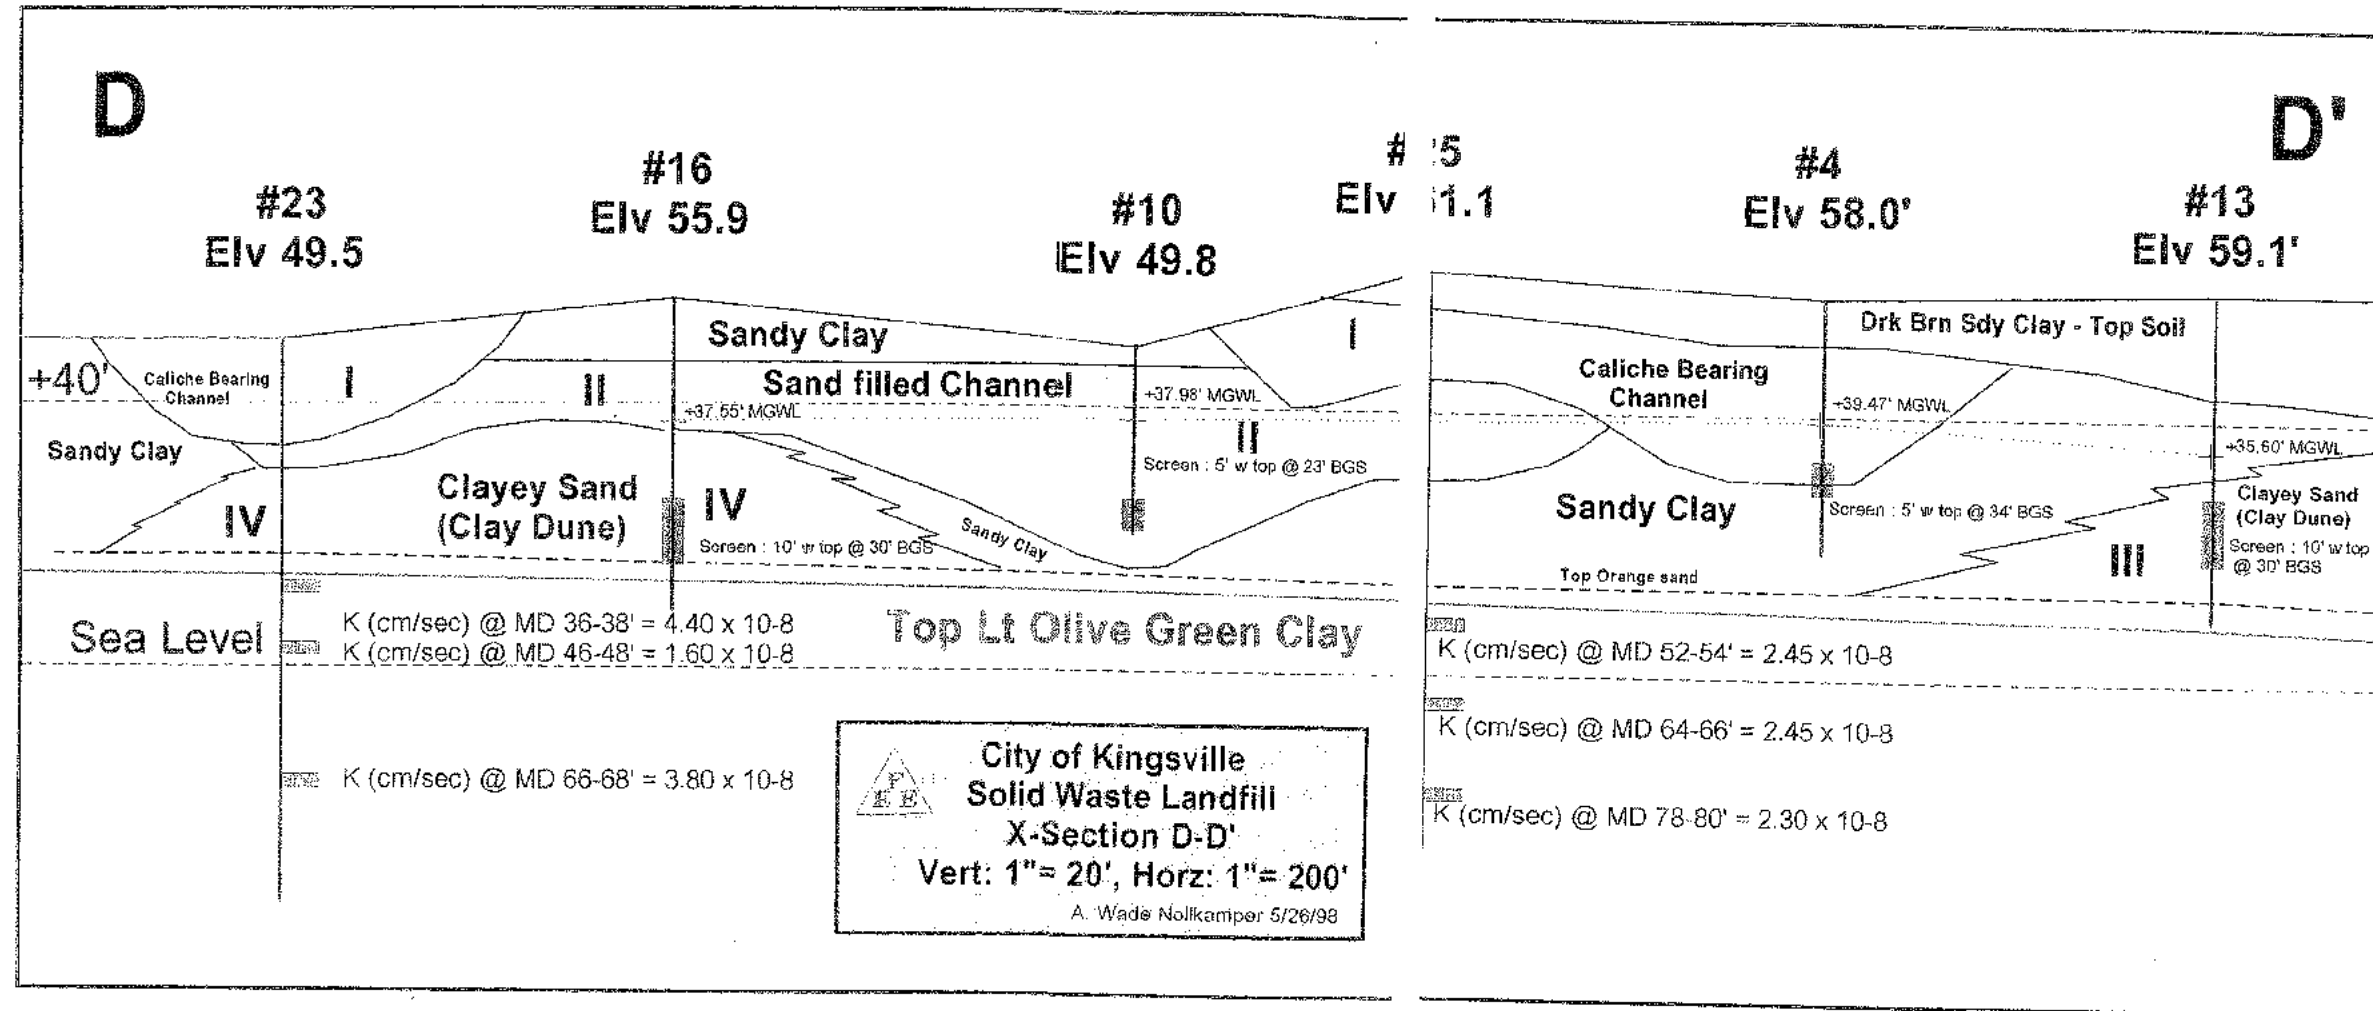 D
D'
#23
Elv 49.5
#16
Elv 55.9
#10
Elv 49.8
# 5
Elv 1.1
#4
Elv 58.0'
#13
Elv 59.1'
+40'
Caliche Bearing
Channel
I
II
Sandy Clay
Sand filled Channel
+37.55' MGWL
+37.98' MGWL
I
II
Screen : 5' w top @ 23' BGS
Drk Brn Sdy Clay - Top Soil
Caliche Bearing
Channel
+39.47' MGWL
+35.60' MGWL
Sandy Clay
IV
Clayey Sand
(Clay Dune)
IV
Screen : 10' w top @ 30' BGS
Sandy Clay
Sandy Clay
Screen : 5' w top @ 34' BGS
Top Orange sand
III
Clayey Sand
(Clay Dune)
Screen : 10' w top
@ 30' BGS
Sea Level
K (cm/sec) @ MD 36-38' = 4.40 x 10-8
K (cm/sec) @ MD 46-48' = 1.60 x 10-8
K (cm/sec) @ MD 66-68' = 3.80 x 10-8
Top Lt Olive Green Clay
K (cm/sec) @ MD 52-54' = 2.45 x 10-8
K (cm/sec) @ MD 64-66' = 2.45 x 10-8
K (cm/sec) @ MD 78-80' = 2.30 x 10-8
F
E E
City of Kingsville
Solid Waste Landfill
X-Section D-D'
Vert: 1"= 20', Horz: 1"= 200'
A. Wade Nollkamper 5/26/98